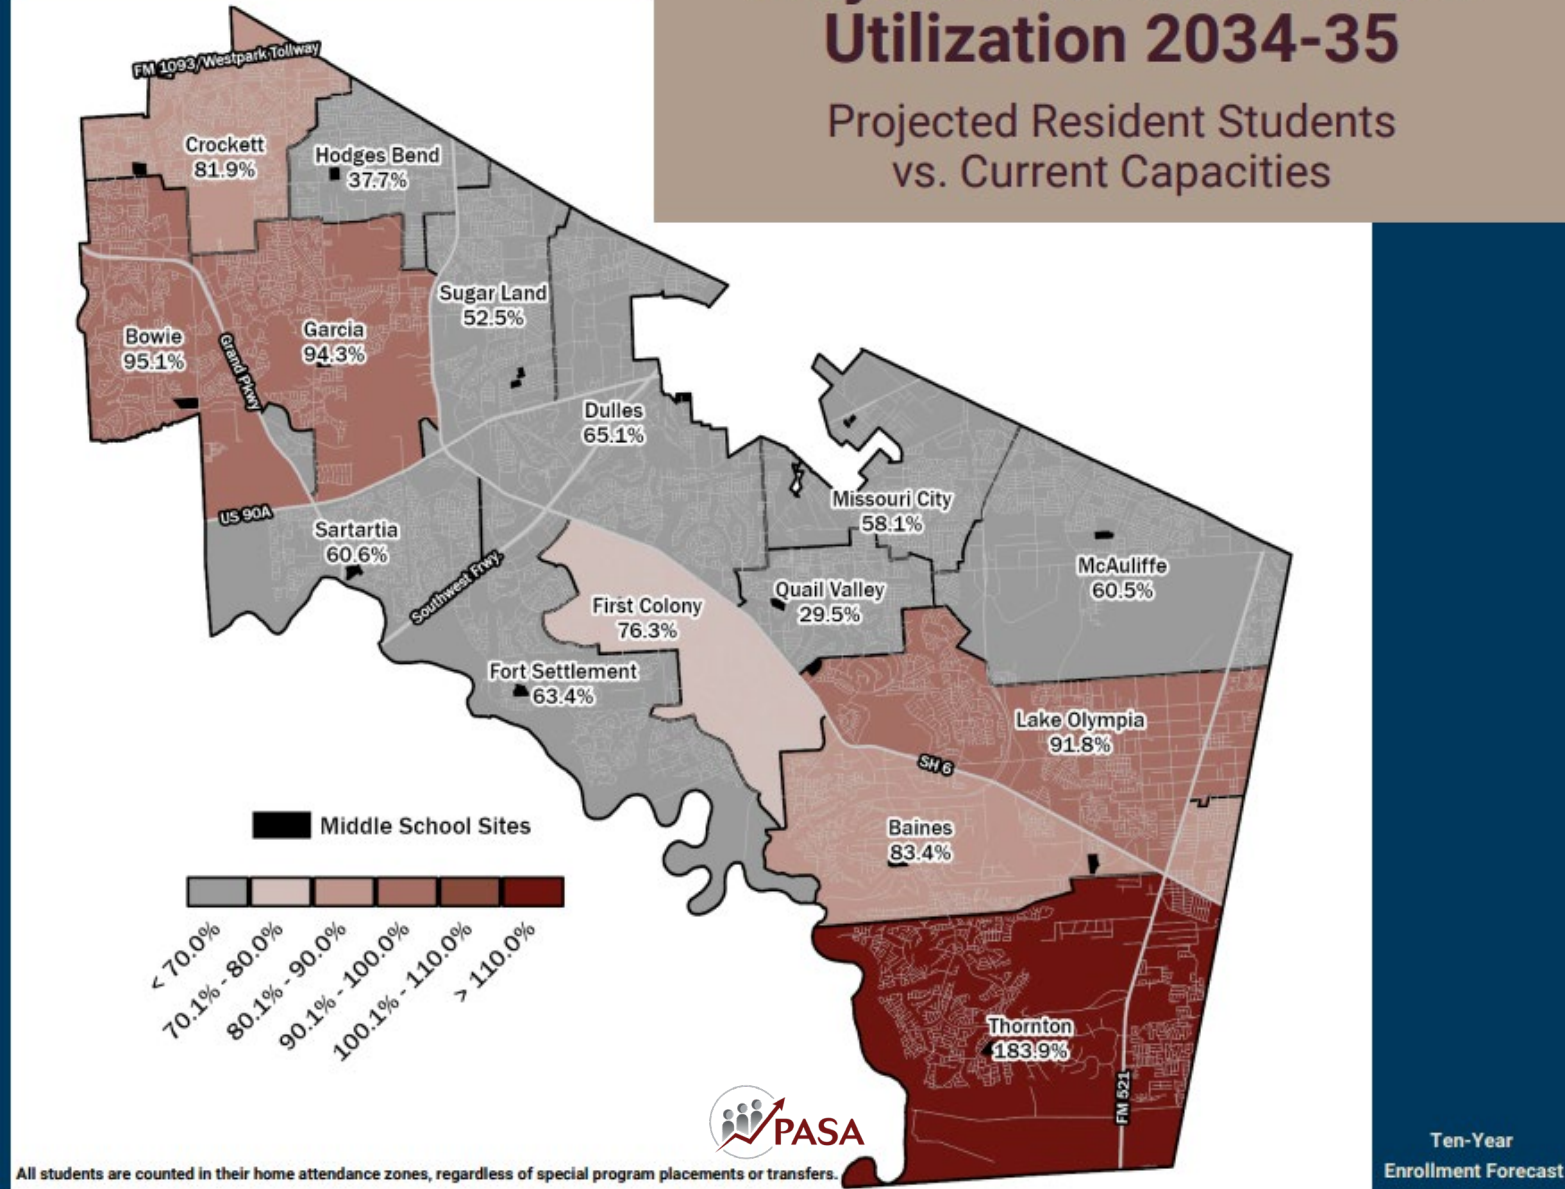 Utilization 2034-35
Projected Resident Students
vs. Current Capacities
FM 1093/Westpark Tollway
Crockett
81.9%
Hodges Bend
37.7%
Sugar Land
52.5%
Bowie
95.1%
Grand Pkwy
Garcia
94.3%
Dulles
65.1%
US 90A
Sartartia
60.6%
Southwest Frwy.
Missouri City
58.1%
McAuliffe
60.5%
Quail Valley
29.5%
First Colony
76.3%
Fort Settlement
63.4%
Lake Olympia
91.8%
SH 6
Baines
83.4%
Thornton
183.9%
FM 521
Middle School Sites
< 70.0%
70.1% - 80.0%
80.1% - 90.0%
90.1% - 100.0%
100.1% - 110.0%
> 110.0%
PASA
All students are counted in their home attendance zones, regardless of special program placements or transfers.
Ten-Year
Enrollment Forecast